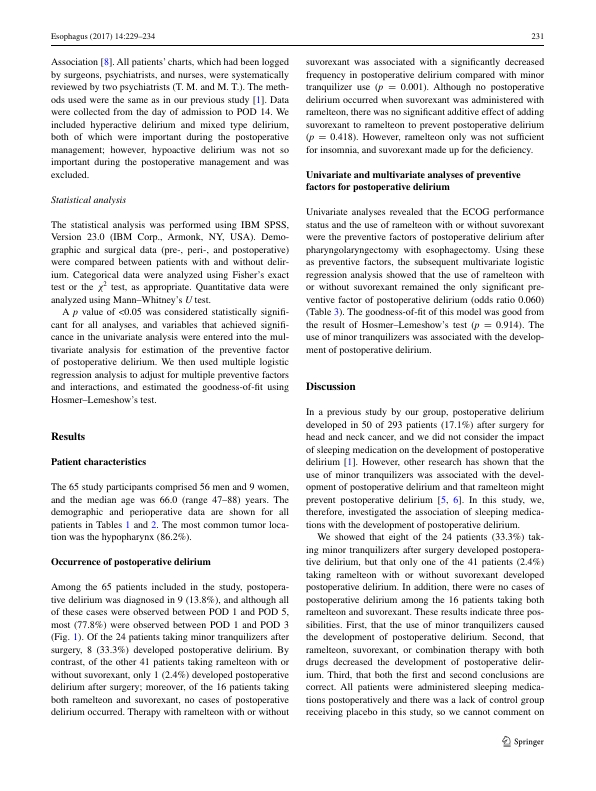 Esophagus (2017) 14:229–234
231
Association [8]. All patients' charts, which had been logged
by surgeons, psychiatrists, and nurses, were systematically
reviewed by two psychiatrists (T. M. and M. T.). The meth-
ods used were the same as in our previous study [1]. Data
were collected from the day of admission to POD 14. We
included hyperactive delirium and mixed type delirium,
both of which were important during the postoperative
management; however, hypoactive delirium was not so
important during the postoperative management and was
excluded.
Statistical analysis
The statistical analysis was performed using IBM SPSS,
Version 23.0 (IBM Corp., Armonk, NY, USA). Demo-
graphic and surgical data (pre-, peri-, and postoperative)
were compared between patients with and without delir-
ium. Categorical data were analyzed using Fisher's exact
test or the χ² test, as appropriate. Quantitative data were
analyzed using Mann–Whitney's U test.
A p value of <0.05 was considered statistically signifi-
cant for all analyses, and variables that achieved signifi-
cance in the univariate analysis were entered into the mul-
tivariate analysis for estimation of the preventive factor
of postoperative delirium. We then used multiple logistic
regression analysis to adjust for multiple preventive factors
and interactions, and estimated the goodness-of-fit using
Hosmer–Lemeshow's test.
Results
Patient characteristics
The 65 study participants comprised 56 men and 9 women,
and the median age was 66.0 (range 47–88) years. The
demographic and perioperative data are shown for all
patients in Tables 1 and 2. The most common tumor loca-
tion was the hypopharynx (86.2%).
Occurrence of postoperative delirium
Among the 65 patients included in the study, postopera-
tive delirium was diagnosed in 9 (13.8%), and although all
of these cases were observed between POD 1 and POD 5,
most (77.8%) were observed between POD 1 and POD 3
(Fig. 1). Of the 24 patients taking minor tranquilizers after
surgery, 8 (33.3%) developed postoperative delirium. By
contrast, of the other 41 patients taking ramelteon with or
without suvorexant, only 1 (2.4%) developed postoperative
delirium after surgery; moreover, of the 16 patients taking
both ramelteon and suvorexant, no cases of postoperative
delirium occurred. Therapy with ramelteon with or without
suvorexant was associated with a significantly decreased
frequency in postoperative delirium compared with minor
tranquilizer use (p = 0.001). Although no postoperative
delirium occurred when suvorexant was administered with
ramelteon, there was no significant additive effect of adding
suvorexant to ramelteon to prevent postoperative delirium
(p = 0.418). However, ramelteon only was not sufficient
for insomnia, and suvorexant made up for the deficiency.
Univariate and multivariate analyses of preventive
factors for postoperative delirium
Univariate analyses revealed that the ECOG performance
status and the use of ramelteon with or without suvorexant
were the preventive factors of postoperative delirium after
pharyngolaryngectomy with esophagectomy. Using these
as preventive factors, the subsequent multivariate logistic
regression analysis showed that the use of ramelteon with
or without suvorexant remained the only significant pre-
ventive factor of postoperative delirium (odds ratio 0.060)
(Table 3). The goodness-of-fit of this model was good from
the result of Hosmer–Lemeshow's test (p = 0.914). The
use of minor tranquilizers was associated with the develop-
ment of postoperative delirium.
Discussion
In a previous study by our group, postoperative delirium
developed in 50 of 293 patients (17.1%) after surgery for
head and neck cancer, and we did not consider the impact
of sleeping medication on the development of postoperative
delirium [1]. However, other research has shown that the
use of minor tranquilizers was associated with the devel-
opment of postoperative delirium and that ramelteon might
prevent postoperative delirium [5, 6]. In this study, we,
therefore, investigated the association of sleeping medica-
tions with the development of postoperative delirium.
We showed that eight of the 24 patients (33.3%) tak-
ing minor tranquilizers after surgery developed postopera-
tive delirium, but that only one of the 41 patients (2.4%)
taking ramelteon with or without suvorexant developed
postoperative delirium. In addition, there were no cases of
postoperative delirium among the 16 patients taking both
ramelteon and suvorexant. These results indicate three pos-
sibilities. First, that the use of minor tranquilizers caused
the development of postoperative delirium. Second, that
ramelteon, suvorexant, or combination therapy with both
drugs decreased the development of postoperative delir-
ium. Third, that both the first and second conclusions are
correct. All patients were administered sleeping medica-
tions postoperatively and there was a lack of control group
receiving placebo in this study, so we cannot comment on
Springer